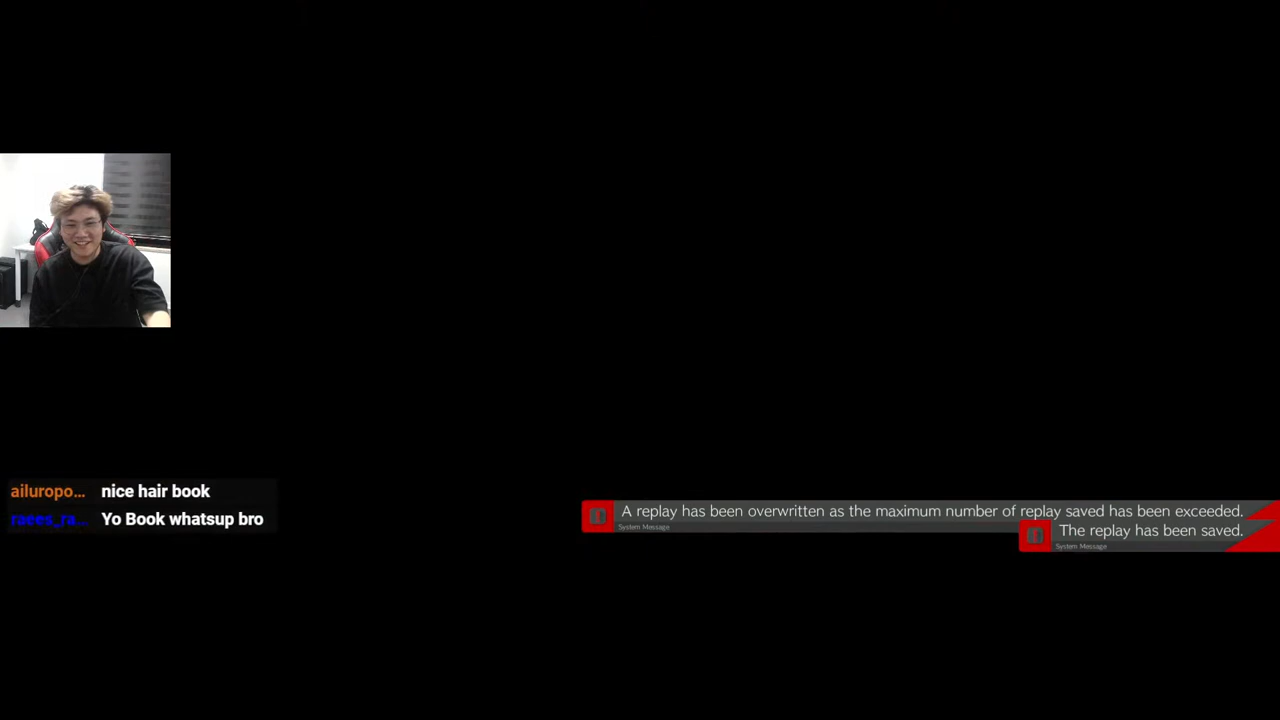 ailuropo... nice hair book
raees_ra... Yo Book whatsup bro
A replay has been overwritten as the maximum number of replay saved has been exceeded.
System Message
The replay has been saved.
System Message